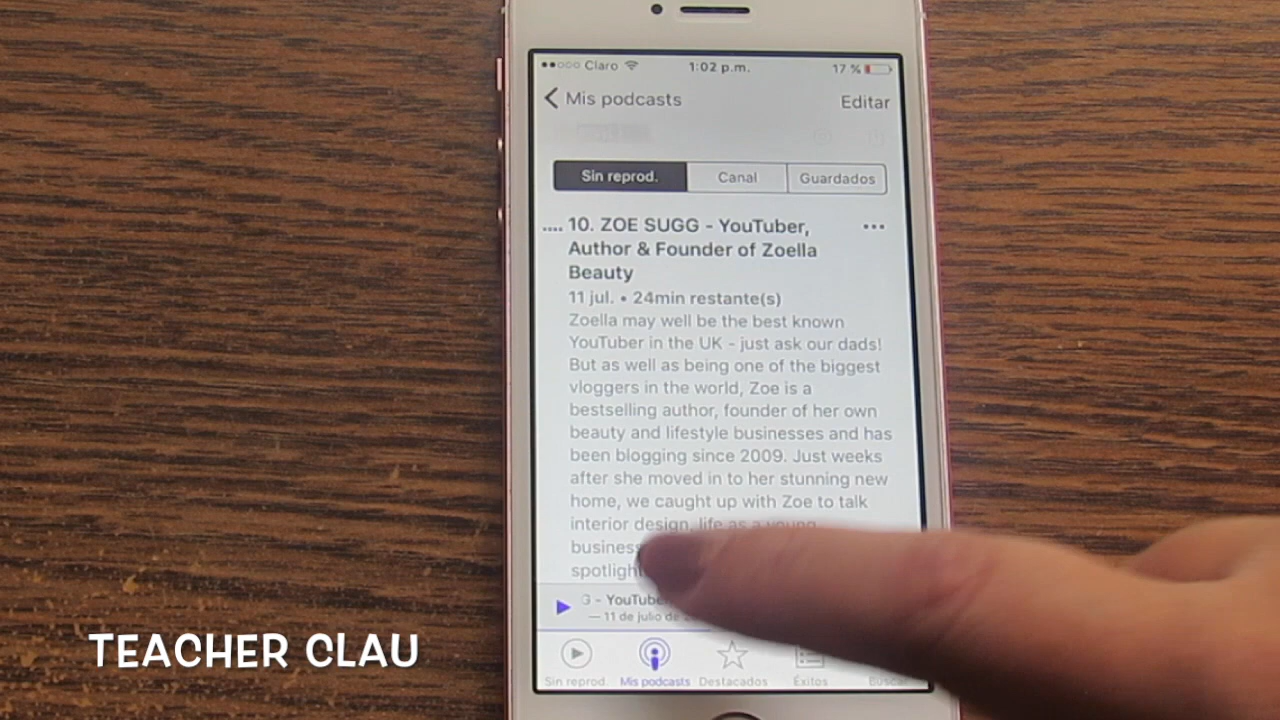 Claro 1:02 p.m. 17 %
Mis podcasts Editar
Sin reprod. Canal Guardados
10. ZOE SUGG - YouTuber,
Author & Founder of Zoella
Beauty
11 jul. • 24min restante(s)
Zoella may well be the best known
YouTuber in the UK - just ask our dads!
But as well as being one of the biggest
vloggers in the world, Zoe is a
bestselling author, founder of her own
beauty and lifestyle businesses and has
been blogging since 2009. Just weeks
after she moved in to her stunning new
home, we caught up with Zoe to talk
interior design, life as a young
business
spotlight
G - YouTuber
— 11 de julio de
Sin reprod. Mis podcasts Destacados Éxitos Buscar
TEACHER CLAU